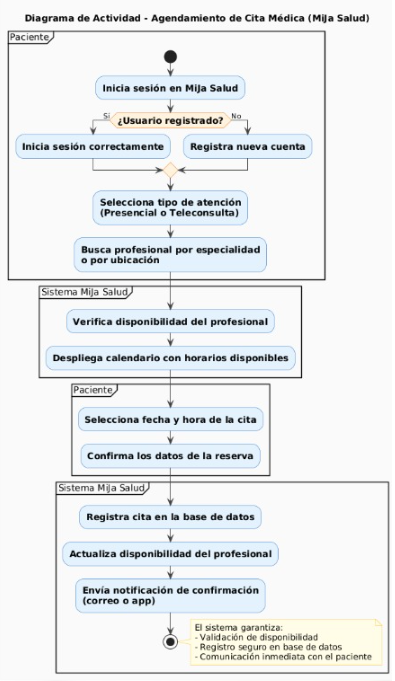 Diagrama de Actividad - Agendamiento de Cita Médica (MiJa Salud)
Paciente
Inicia sesión en MiJa Salud
Sí
¿Usuario registrado?
No
Inicia sesión correctamente
Registra nueva cuenta
Selecciona tipo de atención
(Presencial o Teleconsulta)
Busca profesional por especialidad
o por ubicación
Sistema MiJa Salud
Verifica disponibilidad del profesional
Despliega calendario con horarios disponibles
Paciente
Selecciona fecha y hora de la cita
Confirma los datos de la reserva
Sistema MiJa Salud
Registra cita en la base de datos
Actualiza disponibilidad del profesional
Envía notificación de confirmación
(correo o app)
El sistema garantiza:
- Validación de disponibilidad
- Registro seguro en base de datos
- Comunicación inmediata con el paciente